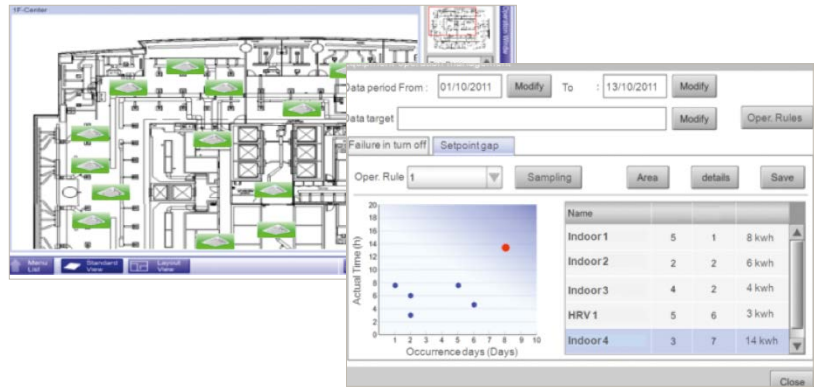 1F-Center
Menu List
Standard View
Layout View
Data period From : 01/10/2011 Modify To : 13/10/2011 Modify
Data target Modify Oper. Rules
Failure in turn off Setpoint gap
Oper. Rule 1 Sampling Area details Save
20
18
16
14
12
10
8
6
4
2
0
Actual Time (h)
1 2 3 4 5 6 7 8 9 10
Occurrence days (Days)
Name
Indoor 1 5 1 8 kwh
Indoor 2 2 2 6 kwh
Indoor 3 4 2 4 kwh
HRV 1 5 6 3 kwh
Indoor 4 3 7 14 kwh
Close